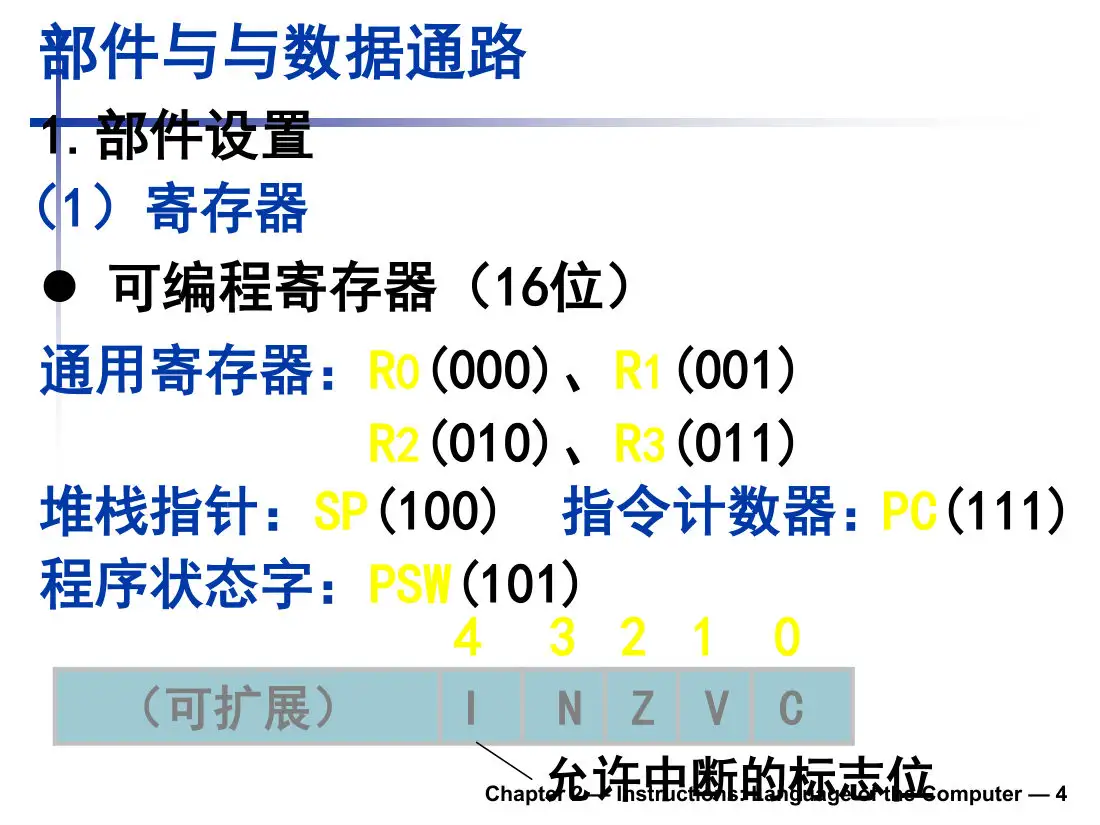 部件与与数据通路
1.部件设置
（1）寄存器
● 可编程寄存器（16位）
通用寄存器：R0(000)、R1(001)
R2(010)、R3(011)
堆栈指针：SP(100) 指令计数器：PC(111)
程序状态字：PSW(101)
4 3 2 1 0
（可扩展） I N Z V C
允许中断的标志位
Chapter 2 — Instructions: Language of the Computer — 4